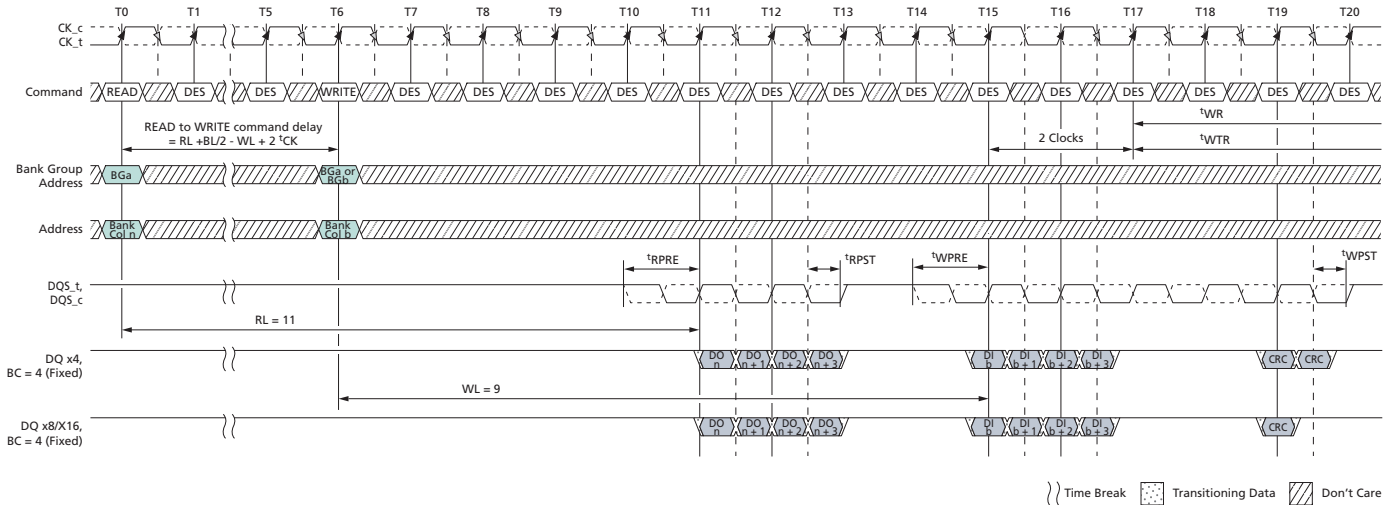 T0 T1 T5 T6 T7 T8 T9 T10 T11 T12 T13 T14 T15 T16 T17 T18 T19 T20
CK_c
CK_t
Command READ DES DES WRITE DES DES DES DES DES DES DES DES DES DES DES DES DES DES
READ to WRITE command delay
= RL +BL/2 - WL + 2 tCK
tWR
2 Clocks
tWTR
Bank Group
Address
BGa
BGa or
BGb
Address
Bank
Col n
Bank
Col b
tRPRE
tRPST
tWPRE
tWPST
DQS_t,
DQS_c
RL = 11
DQ x4,
BC = 4 (Fixed)
DO
n
DO
n + 1
DO
n + 2
DO
n + 3
DI
b
DI
b + 1
DI
b + 2
DI
b + 3
CRC CRC
WL = 9
DQ x8/X16,
BC = 4 (Fixed)
DO
n
DO
n + 1
DO
n + 2
DO
n + 3
DI
b
DI
b + 1
DI
b + 2
DI
b + 3
CRC
Time Break Transitioning Data Don't Care